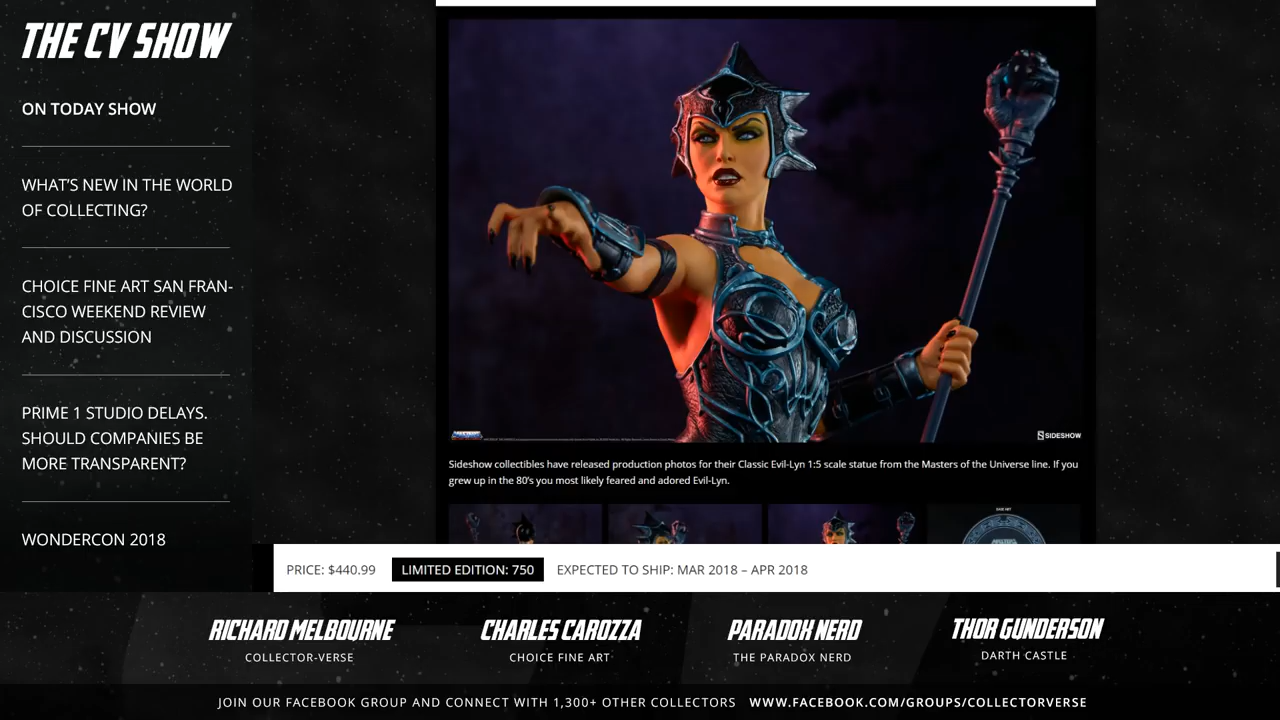 THE CV SHOW
ON TODAY SHOW
WHAT'S NEW IN THE WORLD
OF COLLECTING?
CHOICE FINE ART SAN FRAN-
CISCO WEEKEND REVIEW
AND DISCUSSION
PRIME 1 STUDIO DELAYS.
SHOULD COMPANIES BE
MORE TRANSPARENT?
WONDERCON 2018
SIDESHOW
Sideshow collectibles have released production photos for their Classic Evil-Lyn 1:5 scale statue from the Masters of the Universe line. If you
grew up in the 80's you most likely feared and adored Evil-Lyn.
PRICE: $440.99 LIMITED EDITION: 750 EXPECTED TO SHIP: MAR 2018 – APR 2018
RICHARD MELBOURNE
COLLECTOR-VERSE
CHARLES CAROZZA
CHOICE FINE ART
PARADOX NERD
THE PARADOX NERD
THOR GUNDERSON
DARTH CASTLE
JOIN OUR FACEBOOK GROUP AND CONNECT WITH 1,300+ OTHER COLLECTORS WWW.FACEBOOK.COM/GROUPS/COLLECTORVERSE